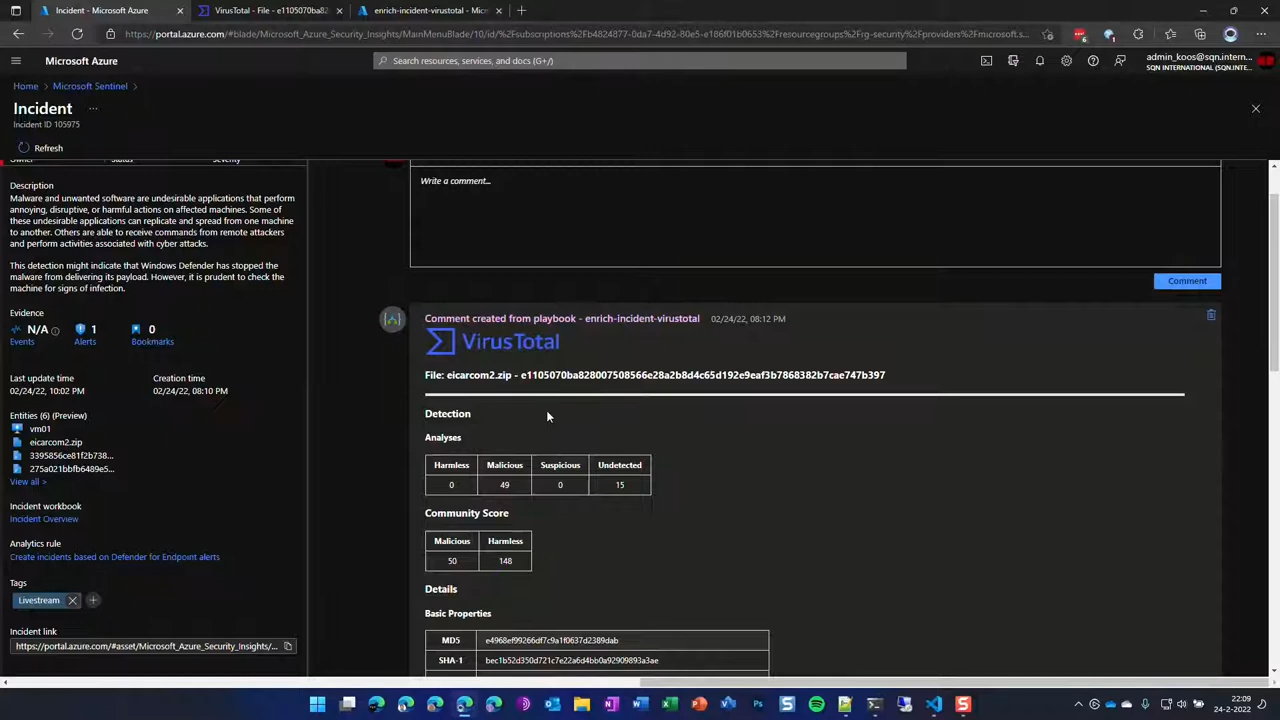 Incident - Microsoft Azure
VirusTotal - File - e1105070ba82
enrich-incident-virustotal - Mic
https://portal.azure.com/#blade/Microsoft_Azure_Security_Insights/MainMenuBlade/10/id/%2Fsubscriptions%2Fb4824877-0da7-4d92-80e5-e186f01b0653%2Fresourcegroups%2Frg-security%2Fproviders%2Fmicrosoft.s...
Microsoft Azure
Search resources, services, and docs (G+/)
admin_koos@sqn.intern...
SQN INTERNATIONAL (SQN.INTE...
Home > Microsoft Sentinel >
Incident ...
Incident ID 105975
Refresh
Owner Status Severity
Description
Malware and unwanted software are undesirable applications that perform
annoying, disruptive, or harmful actions on affected machines. Some of
these undesirable applications can replicate and spread from one machine
to another. Others are able to receive commands from remote attackers
and perform activities associated with cyber attacks.
This detection might indicate that Windows Defender has stopped the
malware from delivering its payload. However, it is prudent to check the
machine for signs of infection.
Evidence
N/A 1 0
Events Alerts Bookmarks
Last update time Creation time
02/24/22, 10:02 PM 02/24/22, 08:10 PM
Entities (6) (Preview)
vm01
eicarcom2.zip
3395856ce81f2b738...
275a021bbfb6489e5...
View all >
Incident workbook
Incident Overview
Analytics rule
Create incidents based on Defender for Endpoint alerts
Tags
Livestream
Incident link
https://portal.azure.com/#asset/Microsoft_Azure_Security_Insights/...
Write a comment...
Comment
Comment created from playbook - enrich-incident-virustotal 02/24/22, 08:12 PM
VirusTotal
File: eicarcom2.zip - e1105070ba828007508566e28a2b8d4c65d192e9eaf3b7868382b7cae747b397
Detection
Analyses
Harmless Malicious Suspicious Undetected
0 49 0 15
Community Score
Malicious Harmless
50 148
Details
Basic Properties
MD5 e4968ef99266df7c9a1f0637d2389dab
SHA-1 bec1b52d350d721c7e22a6d4bb0a92909893a3ae
22:09
24-2-2022